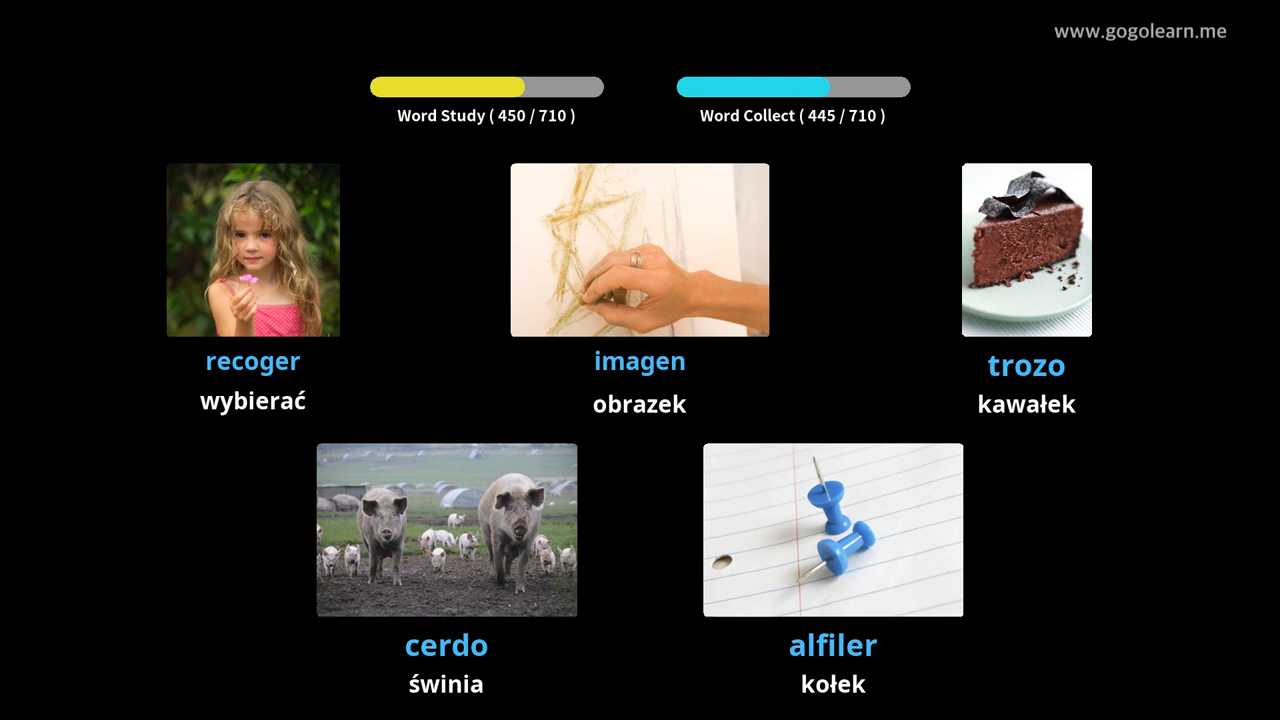 www.gogolearn.me
Word Study ( 450 / 710 )
Word Collect ( 445 / 710 )
recoger
wybierać
imagen
obrazek
trozo
kawałek
cerdo
świnia
alfiler
kołek